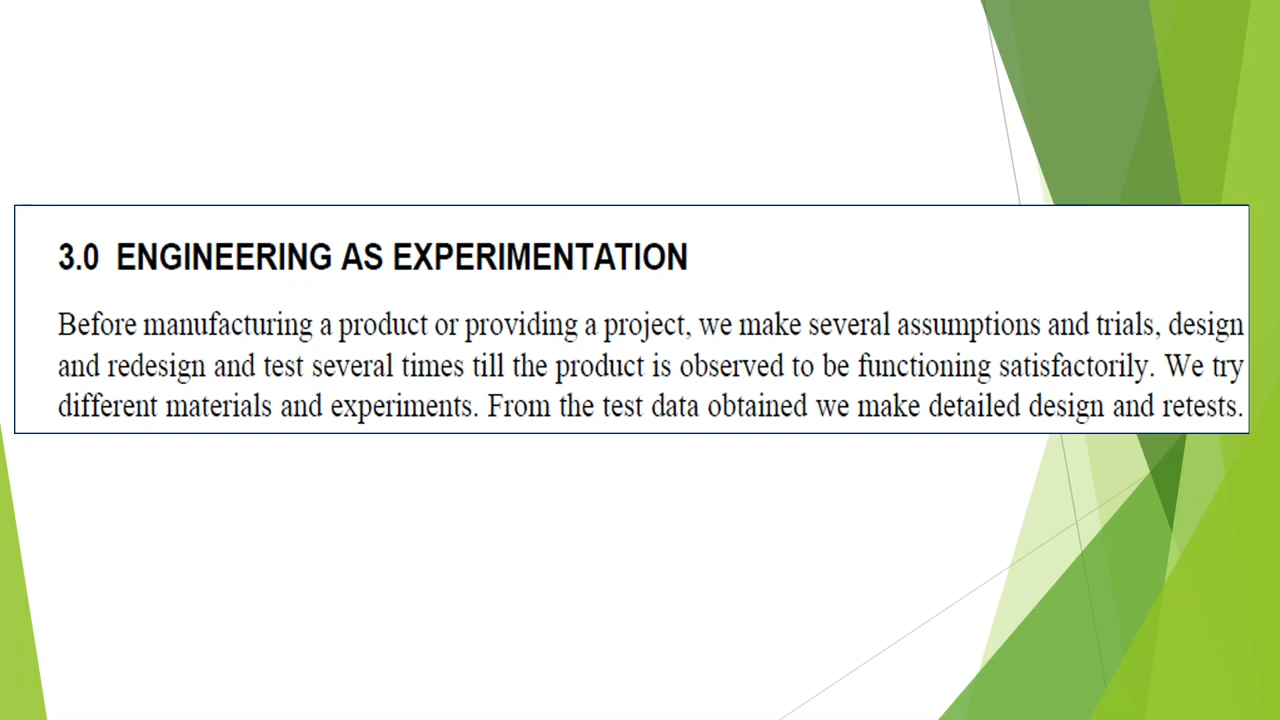 3.0 ENGINEERING AS EXPERIMENTATION
Before manufacturing a product or providing a project, we make several assumptions and trials, design
and redesign and test several times till the product is observed to be functioning satisfactorily. We try
different materials and experiments. From the test data obtained we make detailed design and retests.